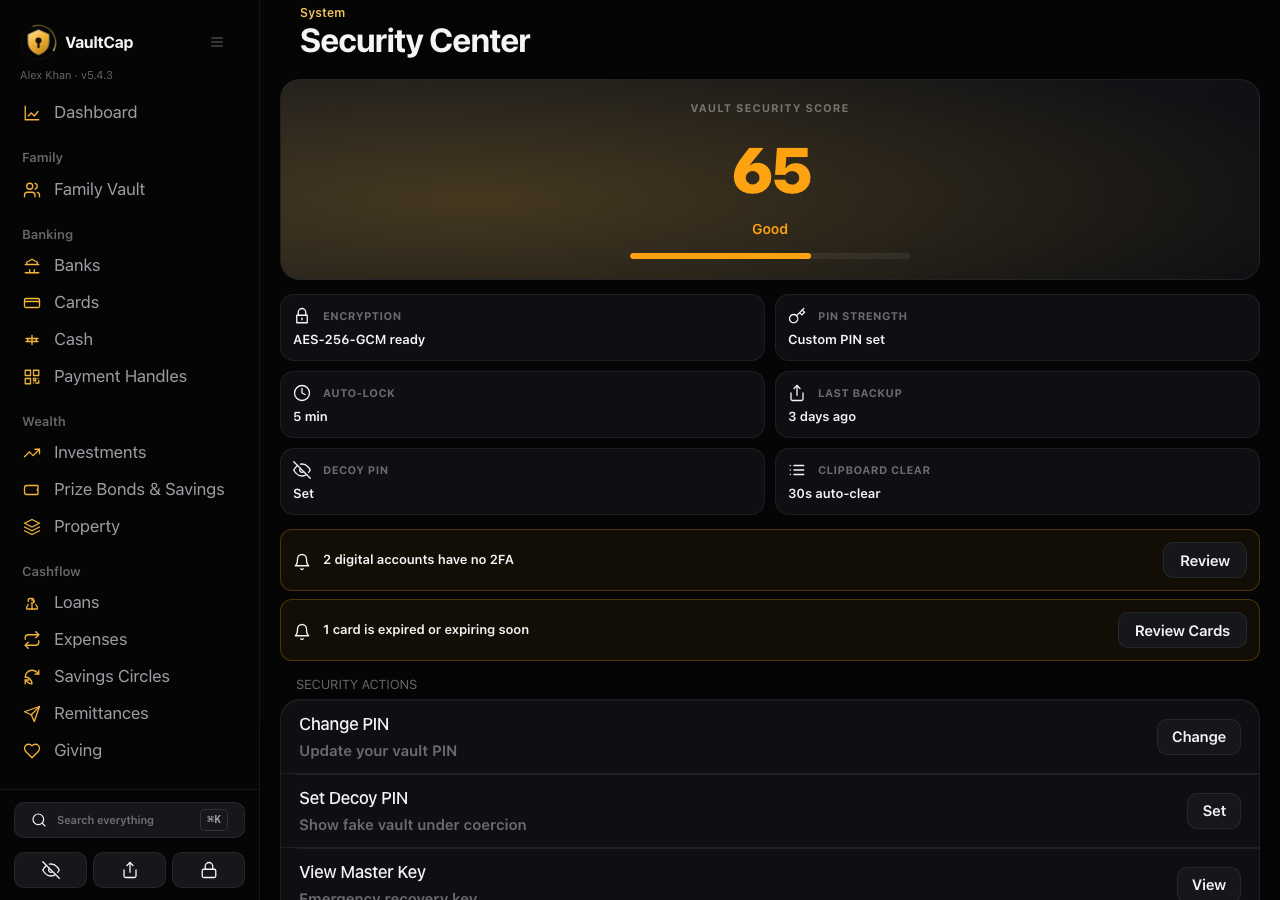 VaultCap
Alex Khan · v5.4.3
Dashboard
Family
Family Vault
Banking
Banks
Cards
Cash
Payment Handles
Wealth
Investments
Prize Bonds & Savings
Property
Cashflow
Loans
Expenses
Savings Circles
Remittances
Giving
Search everything
⌘K
System
Security Center
VAULT SECURITY SCORE
65
Good
ENCRYPTION
AES-256-GCM ready
PIN STRENGTH
Custom PIN set
AUTO-LOCK
5 min
LAST BACKUP
3 days ago
DECOY PIN
Set
CLIPBOARD CLEAR
30s auto-clear
2 digital accounts have no 2FA
Review
1 card is expired or expiring soon
Review Cards
SECURITY ACTIONS
Change PIN
Update your vault PIN
Change
Set Decoy PIN
Show fake vault under coercion
Set
View Master Key
Emergency recovery key
View